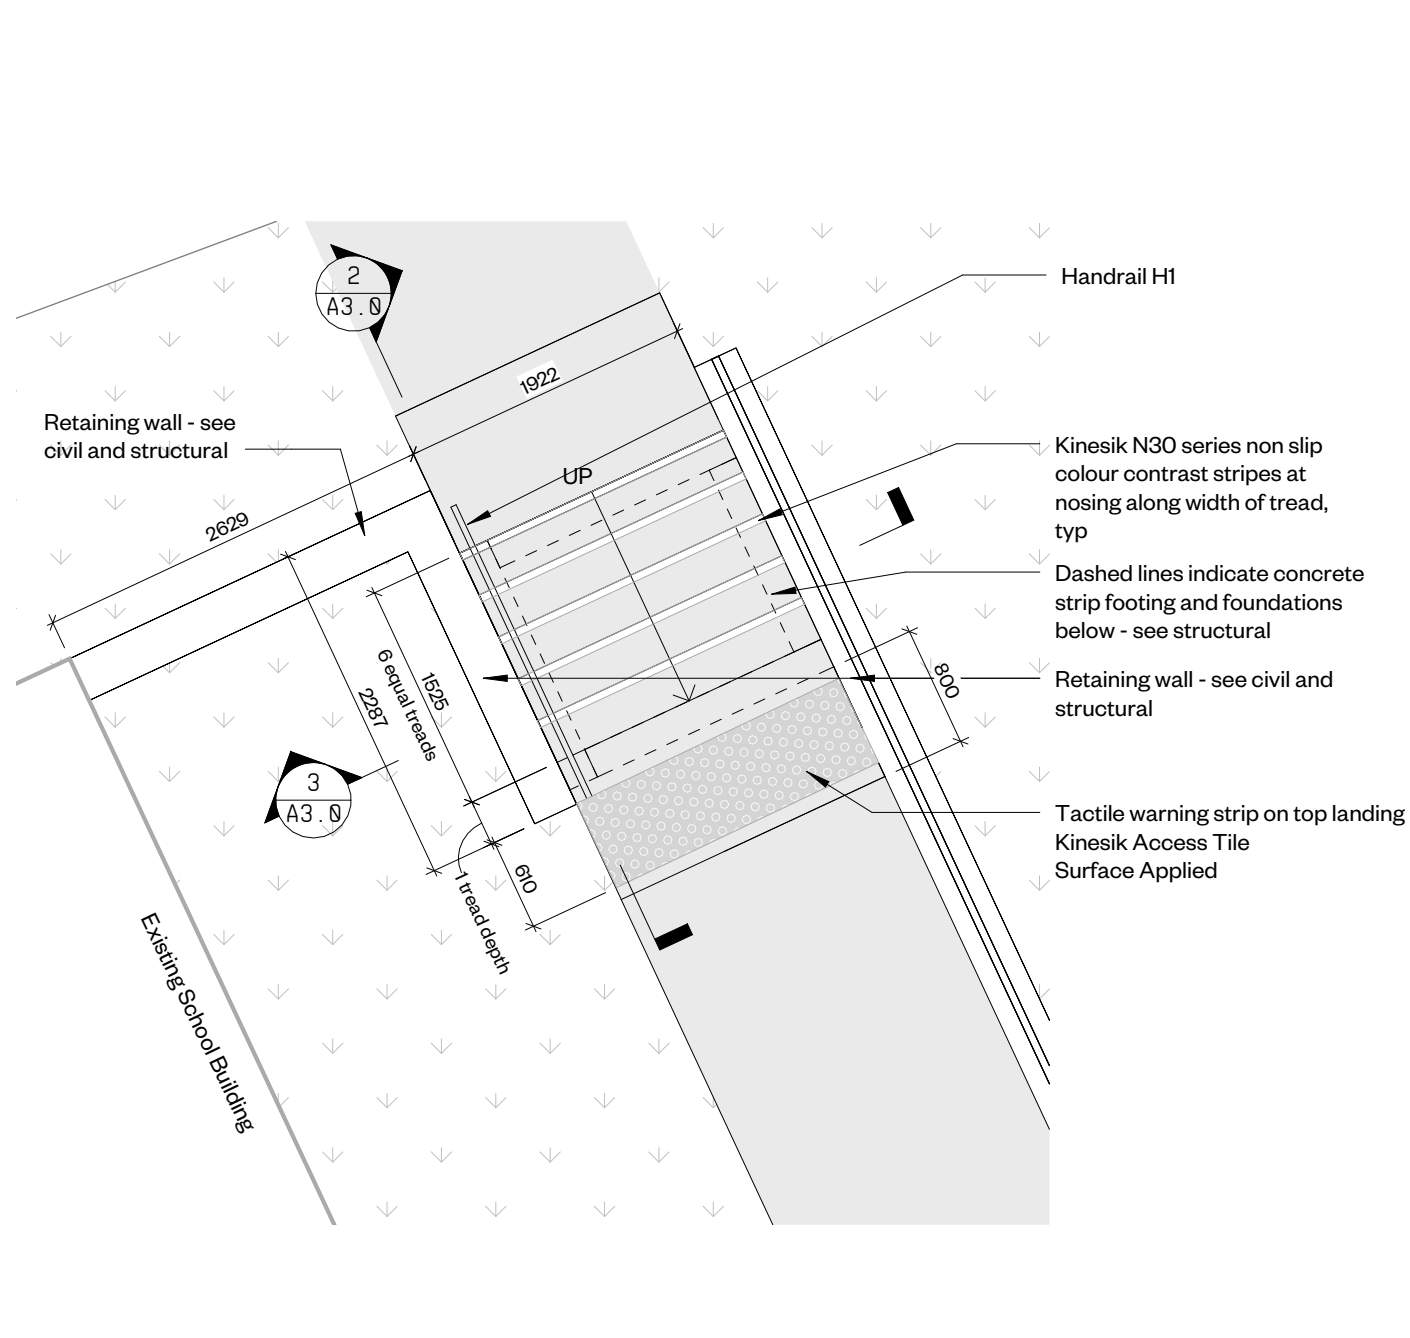 2
A3.0
Handrail H1
1922
Retaining wall - see
civil and structural
2629
UP
Kinesik N30 series non slip
colour contrast stripes at
nosing along width of tread,
typ
Dashed lines indicate concrete
strip footing and foundations
below - see structural
Retaining wall - see civil and
structural
800
1525
6 equal treads
2287
3
A3.0
Tactile warning strip on top landing
Kinesik Access Tile
Surface Applied
610
1 tread depth
Existing School Building